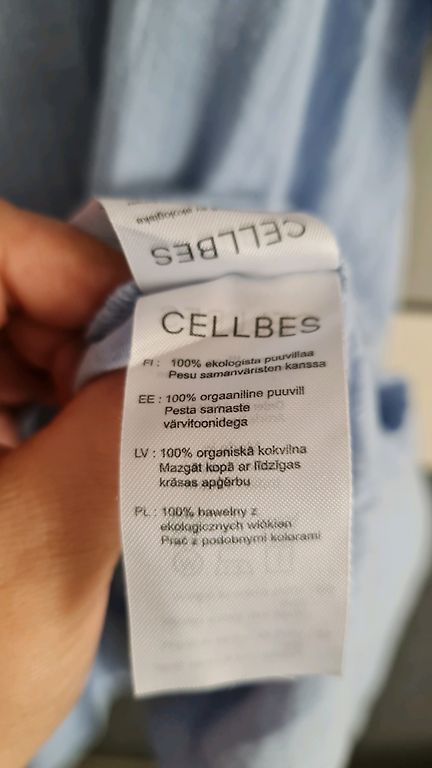 CELLBES
CELLBES
FI : 100% ekologista puuvillaa
Pesu samanväristen kanssa
EE : 100% orgaaniline puuvill
Pesta sarnaste
värvitoonidega
LV : 100% organiskā kokvilna
Mazgāt kopā ar līdzīgas
krāsas apģērbu
PL : 100% bawełny z
ekologicznych włókian
Prać z podobnymi kolorami